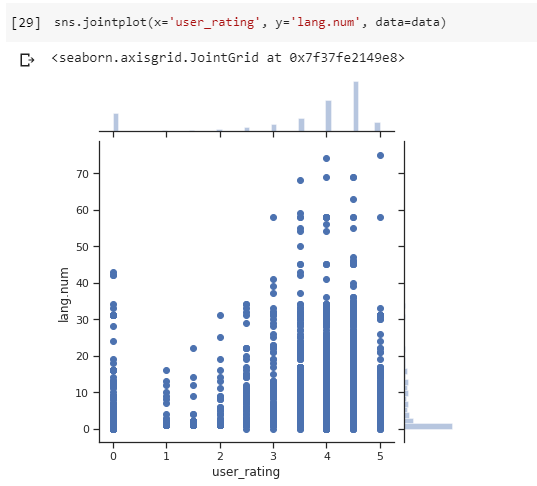 [29] sns.jointplot(x='user_rating', y='lang.num', data=data)
<seaborn.axisgrid.JointGrid at 0x7f37fe2149e8>
70
60
50
40
30
20
10
0
lang.num
0 1 2 3 4 5
user_rating